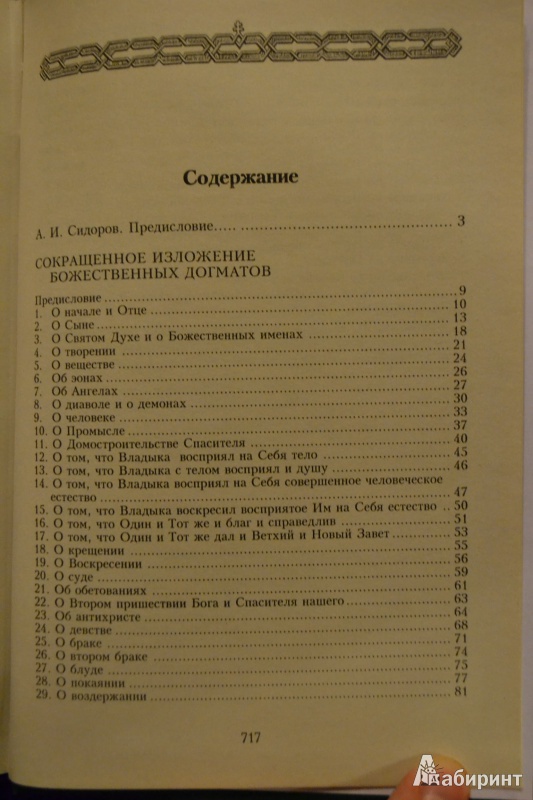 Содержание
А. И. Сидоров. Предисловие..... ........................................ 3
СОКРАЩЕННОЕ ИЗЛОЖЕНИЕ
БОЖЕСТВЕННЫХ ДОГМАТОВ
Предисловие ........................................ 9
1. О начале и Отце ........................................ 10
2. О Сыне ........................................ 13
3. О Святом Духе и о Божественных именах ........................................ 18
4. О творении ........................................ 21
5. О веществе ........................................ 24
6. Об эонах ........................................ 26
7. Об Ангелах ........................................ 27
8. О диаволе и о демонах ........................................ 30
9. О человеке ........................................ 33
10. О Промысле ........................................ 37
11. О Домостроительстве Спасителя ........................................ 40
12. О том, что Владыка восприял на Себя тело ........................................ 45
13. О том, что Владыка с телом восприял и душу ........................................ 46
14. О том, что Владыка восприял на Себя совершенное человеческое
естество ........................................ 47
15. О том, что Владыка воскресил восприятое Им на Себя естество .. 50
16. О том, что Один и Тот же и благ и справедлив ........................................ 51
17. О том, что Один и Тот же дал и Ветхий и Новый Завет ........................................ 53
18. О крещении ........................................ 55
19. О Воскресении ........................................ 56
20. О суде ........................................ 59
21. Об обетованиях ........................................ 61
22. О Втором пришествии Бога и Спасителя нашего ........................................ 63
23. Об антихристе ........................................ 64
24. О девстве ........................................ 68
25. О браке ........................................ 71
26. О втором браке ........................................ 74
27. О блуде ........................................ 75
28. О покаянии ........................................ 77
29. О воздержании ........................................ 81
717
Лабиринт